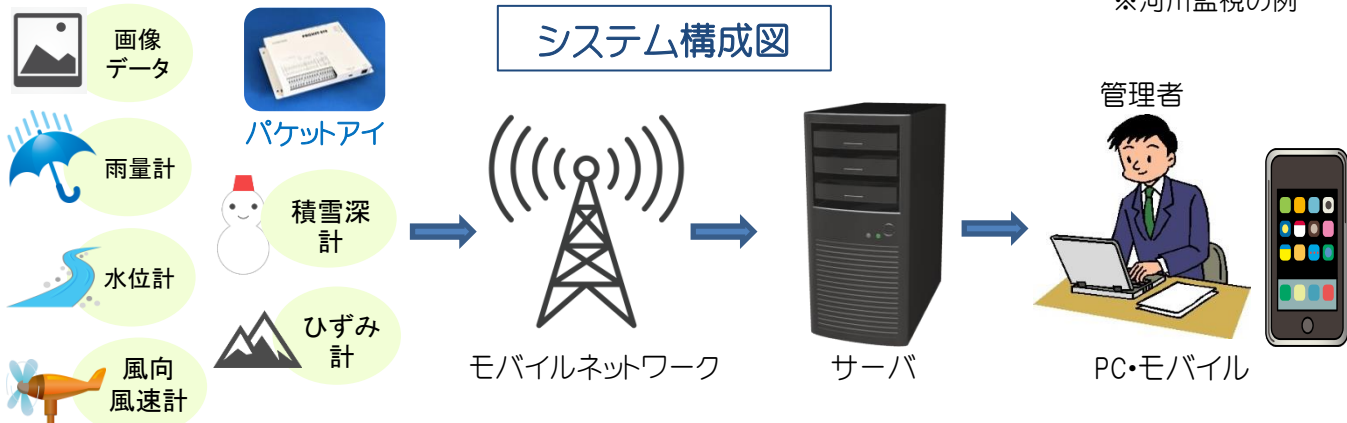 ※河川監視の例
システム構成図
画像
データ
パケットアイ
雨量計
積雪深
計
水位計
ひずみ
計
風向
風速計
モバイルネットワーク
サーバ
管理者
PC・モバイル